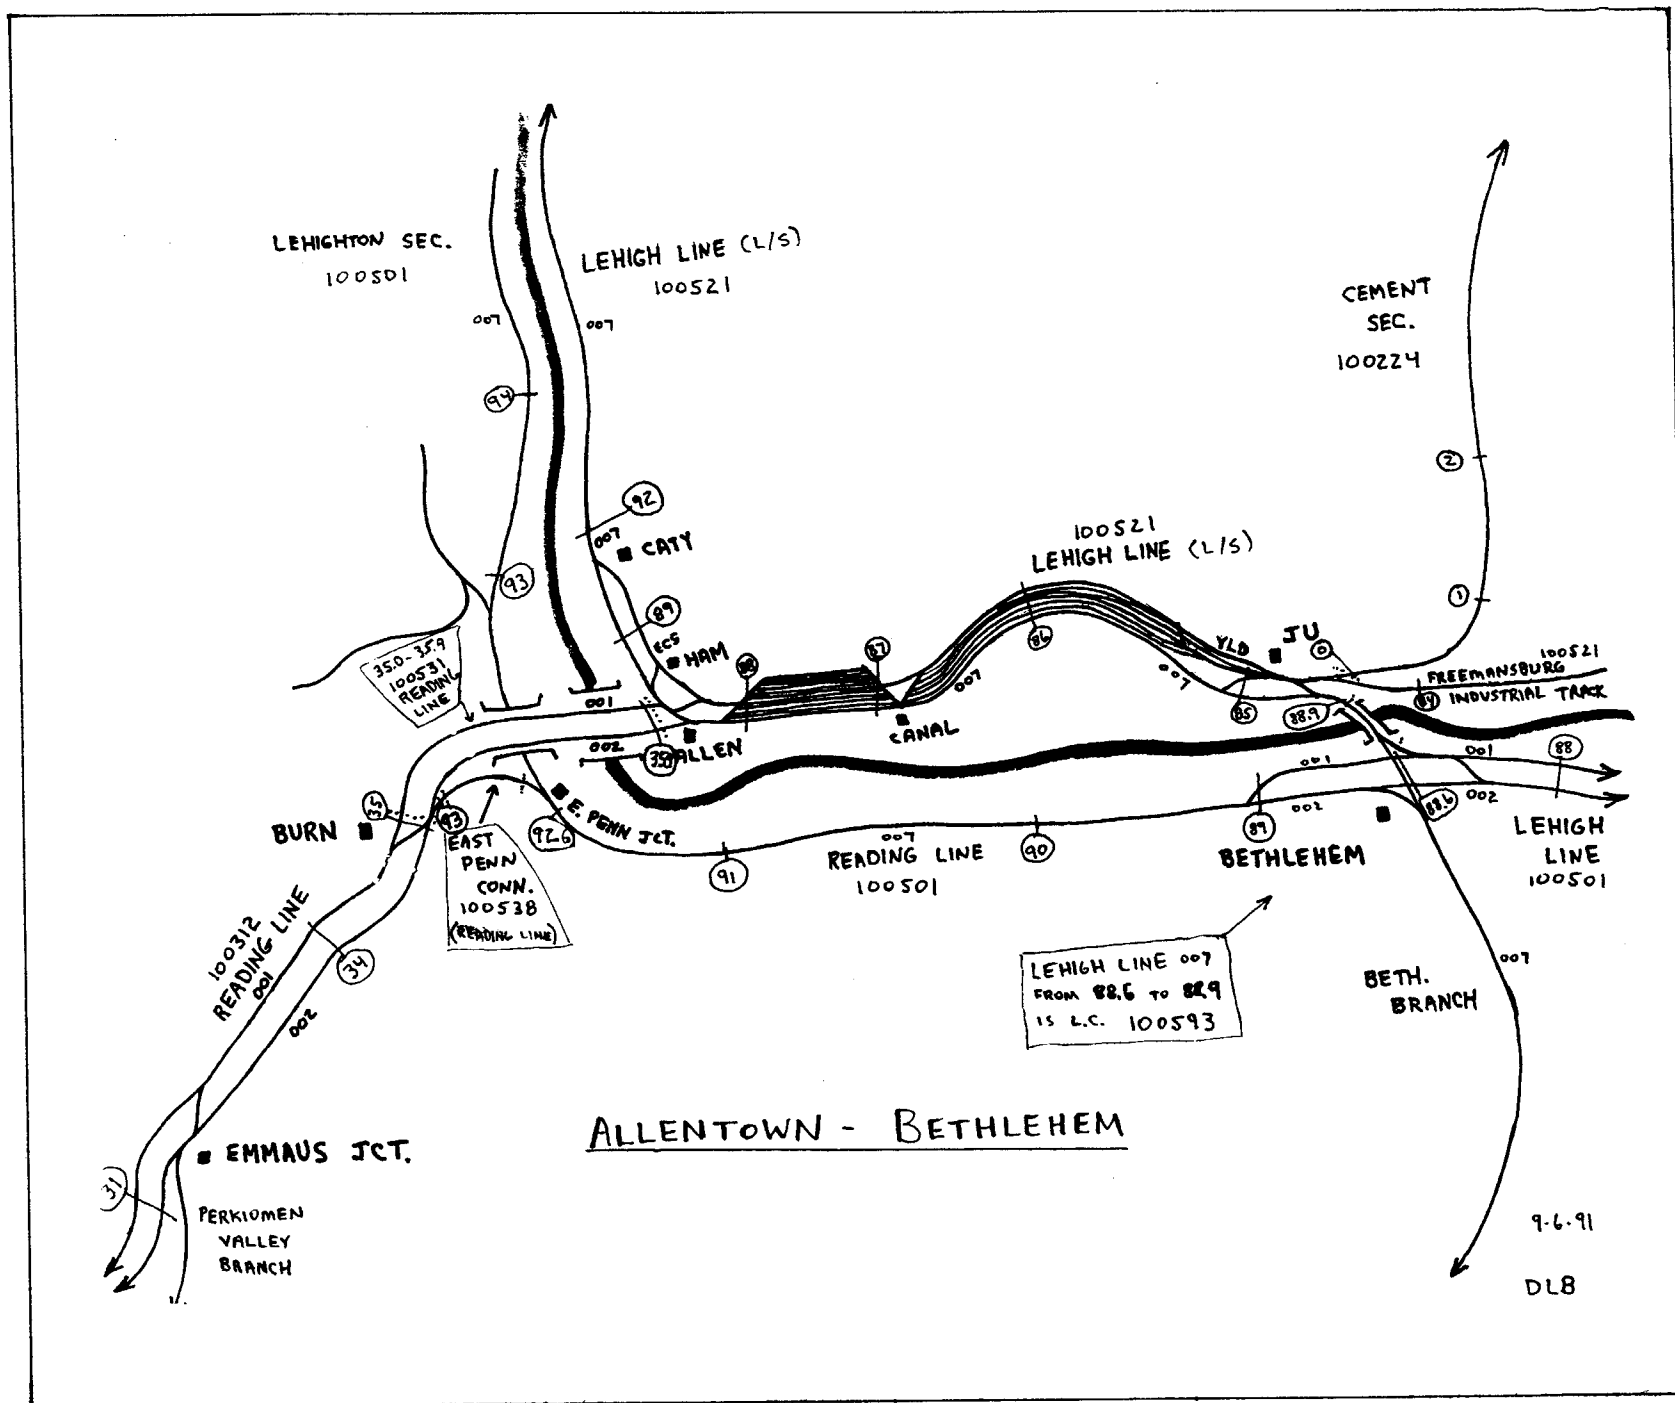 LEHIGHTON SEC.
100501
LEHIGH LINE (L/S)
100521
CEMENT
SEC.
100224
007
007
94
2
92
007
CATY
93
100521
LEHIGH LINE (L/S)
1
89
ECS
HAM
88
87
86
YLD
JU
0
100521
FREEMANSBURG
INDUSTRIAL TRACK
35.0-35.9
100531
READING
LINE
001
007
007
85
88.9
84
CANAL
002
ALLEN
001
001
88
35
BURN
93
E. PENN JCT.
92.6
002
002
88.6
89
BETHLEHEM
LEHIGH
LINE
100501
EAST
PENN
CONN.
100538
(READING LINE)
91
007
READING LINE
100501
90
100312
READING LINE
001
002
34
LEHIGH LINE 007
FROM 88.6 TO 88.9
IS L.C. 100593
BETH.
BRANCH
007
ALLENTOWN - BETHLEHEM
EMMAUS JCT.
31
PERKIOMEN
VALLEY
BRANCH
9-6-91
DLB